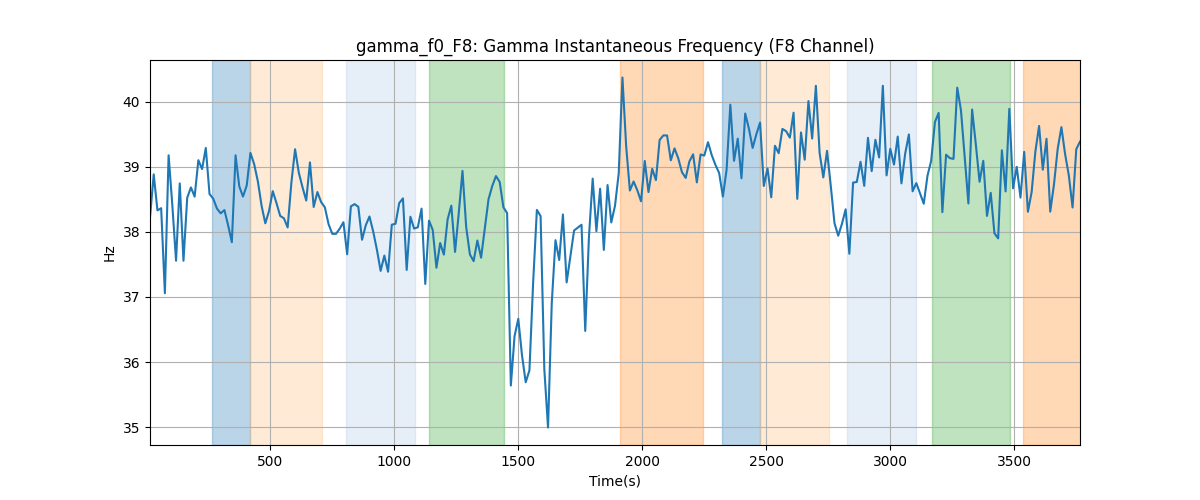 gamma_f0_F8: Gamma Instantaneous Frequency (F8 Channel)
40
39
38
37
36
35
Hz
500 1000 1500 2000 2500 3000 3500
Time(s)